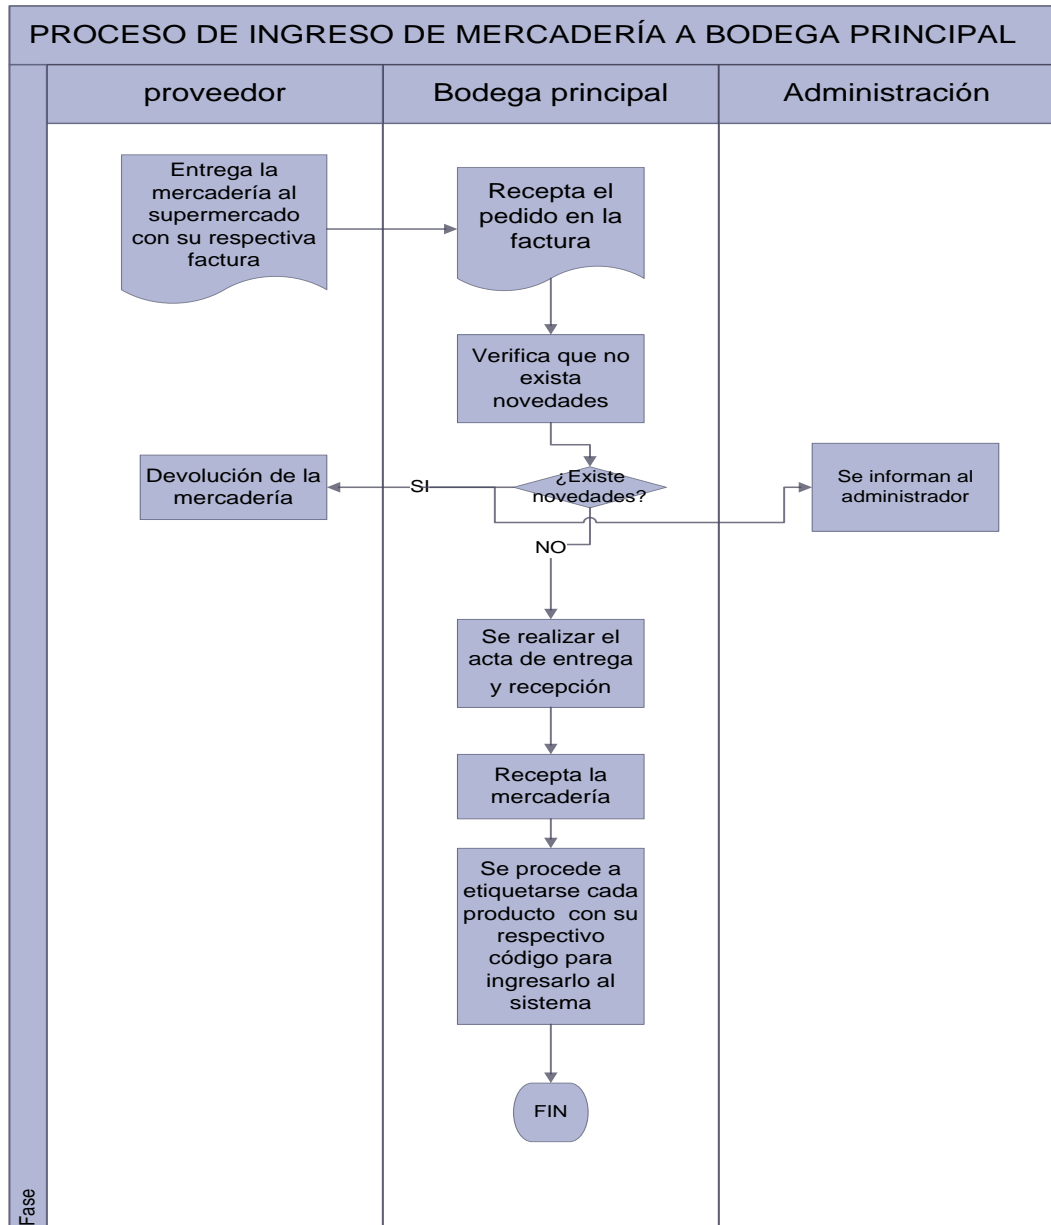 PROCESO DE INGRESO DE MERCADERÍA A BODEGA PRINCIPAL
proveedor
Bodega principal
Administración
Entrega la
mercadería al
supermercado
con su respectiva
factura
Recepta el
pedido en la
factura
Verifica que no
exista
novedades
Devolución de la
mercadería
SI
¿Existe
novedades?
Se informan al
administrador
NO
Se realizar el
acta de entrega
y recepción
Recepta la
mercadería
Se procede a
etiquetarse cada
producto con su
respectivo
código para
ingresarlo al
sistema
FIN
Fase